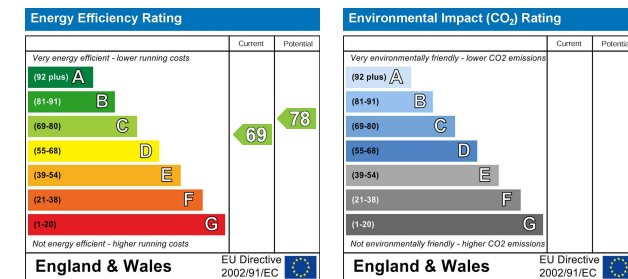 Energy Efficiency Rating
Current Potential
Very energy efficient - lower running costs
(92 plus) A
(81-91) B
(69-80) C
(55-68) D
(39-54) E
(21-38) F
(1-20) G
69
78
Not energy efficient - higher running costs
England & Wales
EU Directive
2002/91/EC
Environmental Impact (CO₂) Rating
Current Potentia
Very environmentally friendly - lower CO2 emissions
(92 plus) A
(81-91) B
(69-80) C
(55-68) D
(39-54) E
(21-38) F
(1-20) G
Not environmentally friendly - higher CO2 emissions
England & Wales
EU Directive
2002/91/EC